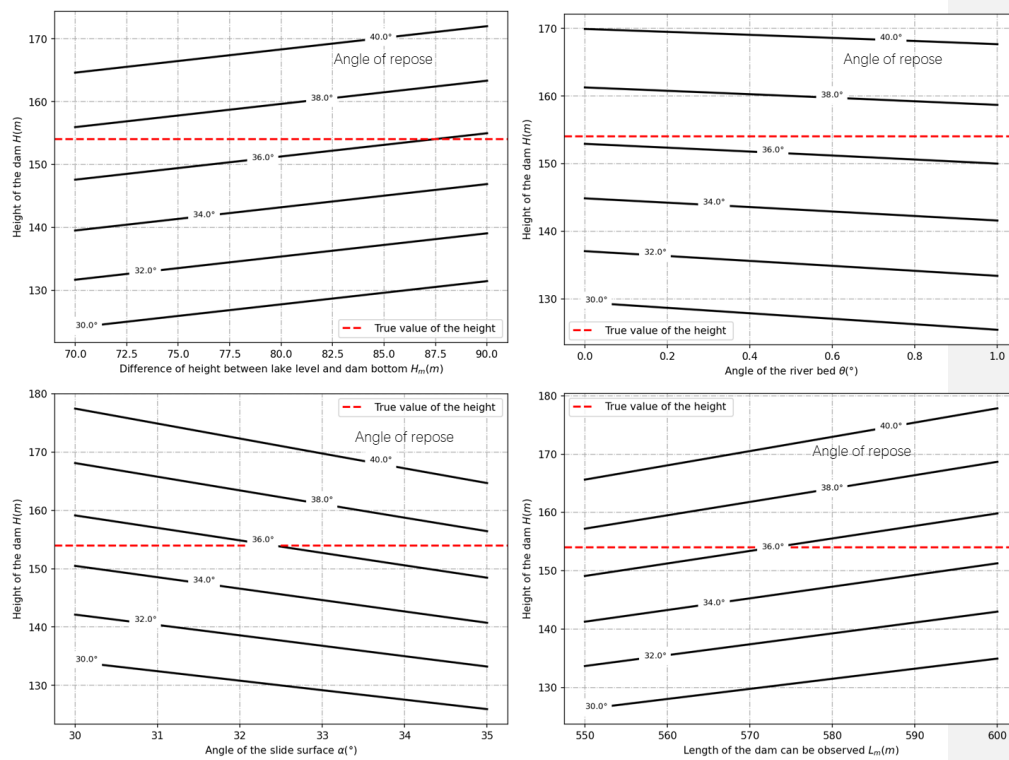 170
160
150
140
130
40.0°
38.0°
36.0°
34.0°
32.0°
30.0°
Angle of repose
True value of the height
70.0 72.5 75.0 77.5 80.0 82.5 85.0 87.5 90.0
Difference of height between lake level and dam bottom Hm(m)
Height of the dam H(m)
170
160
150
140
130
40.0°
38.0°
36.0°
34.0°
32.0°
30.0°
Angle of repose
True value of the height
0.0 0.2 0.4 0.6 0.8 1.0
Angle of the river bed θ(°)
Height of the dam H(m)
180
170
160
150
140
130
True value of the height
Angle of repose
40.0°
38.0°
36.0°
34.0°
32.0°
30.0°
30 31 32 33 34 35
Angle of the slide surface α(°)
Height of the dam H(m)
180
170
160
150
140
130
True value of the height
40.0°
Angle of repose
38.0°
36.0°
34.0°
32.0°
30.0°
550 560 570 580 590 600
Length of the dam can be observed Lm(m)
Height of the dam H(m)